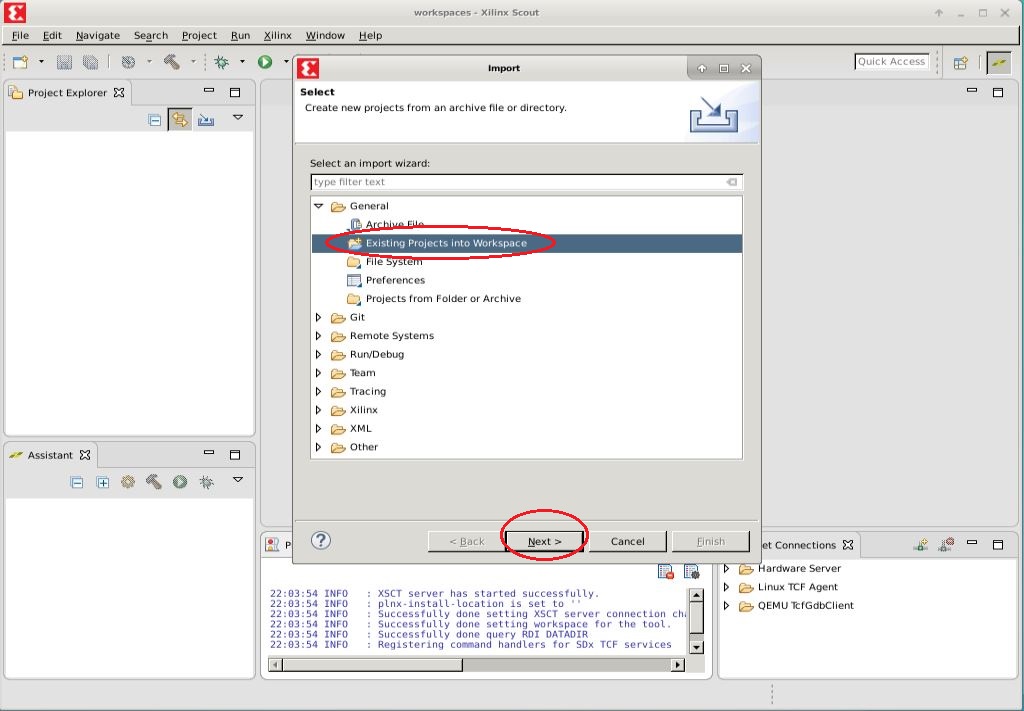 workspaces - Xilinx Scout
File Edit Navigate Search Project Run Xilinx Window Help
Quick Access
Project Explorer
Import
Select
Create new projects from an archive file or directory.
Select an import wizard:
type filter text
General
Archive File
Existing Projects into Workspace
File System
Preferences
Projects from Folder or Archive
Git
Remote Systems
Run/Debug
Team
Tracing
Xilinx
XML
Other
< Back Next > Cancel Finish
Assistant
22:03:54 INFO : XSCT server has started successfully.
22:03:54 INFO : plnx-install-location is set to ''
22:03:54 INFO : Successfully done setting XSCT server connection cha
22:03:54 INFO : Successfully done setting workspace for the tool.
22:03:54 INFO : Successfully done query RDI DATADIR
22:03:54 INFO : Registering command handlers for SDx TCF services
et Connections
Hardware Server
Linux TCF Agent
QEMU TcfGdbClient